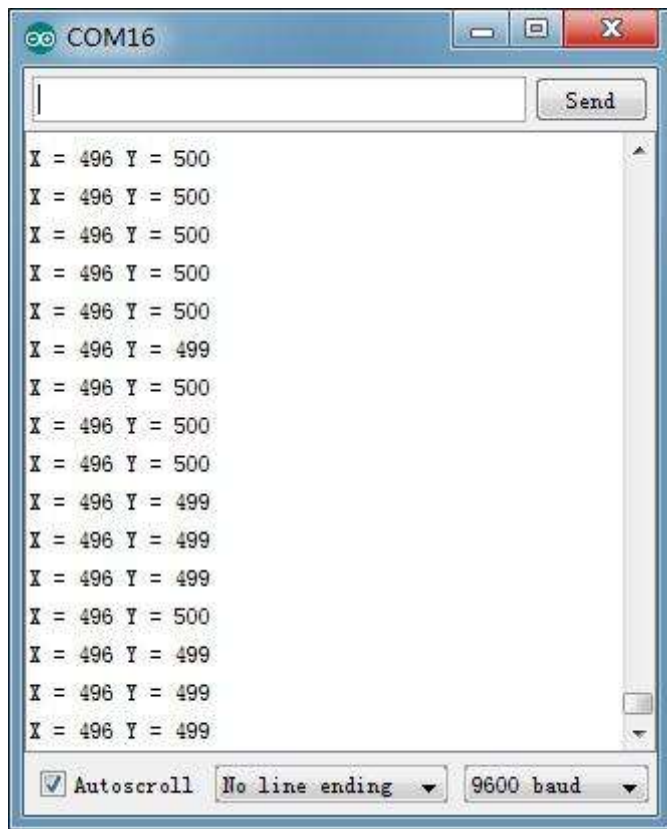 COM16
Send
X = 496 Y = 500
X = 496 Y = 500
X = 496 Y = 500
X = 496 Y = 500
X = 496 Y = 500
X = 496 Y = 499
X = 496 Y = 500
X = 496 Y = 500
X = 496 Y = 500
X = 496 Y = 499
X = 496 Y = 499
X = 496 Y = 499
X = 496 Y = 500
X = 496 Y = 499
X = 496 Y = 499
X = 496 Y = 499
Autoscroll No line ending 9600 baud